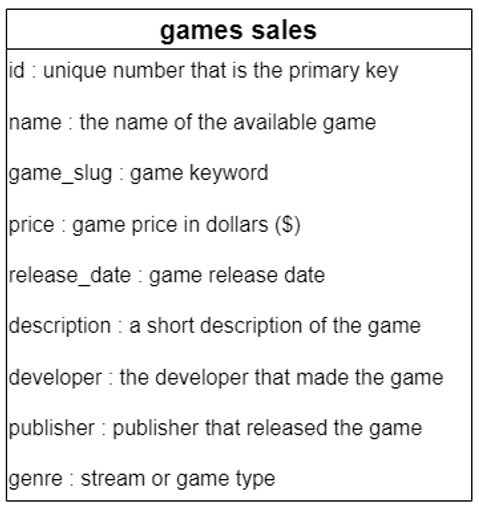 games sales
id : unique number that is the primary key
name : the name of the available game
game_slug : game keyword
price : game price in dollars ($)
release_date : game release date
description : a short description of the game
developer : the developer that made the game
publisher : publisher that released the game
genre : stream or game type